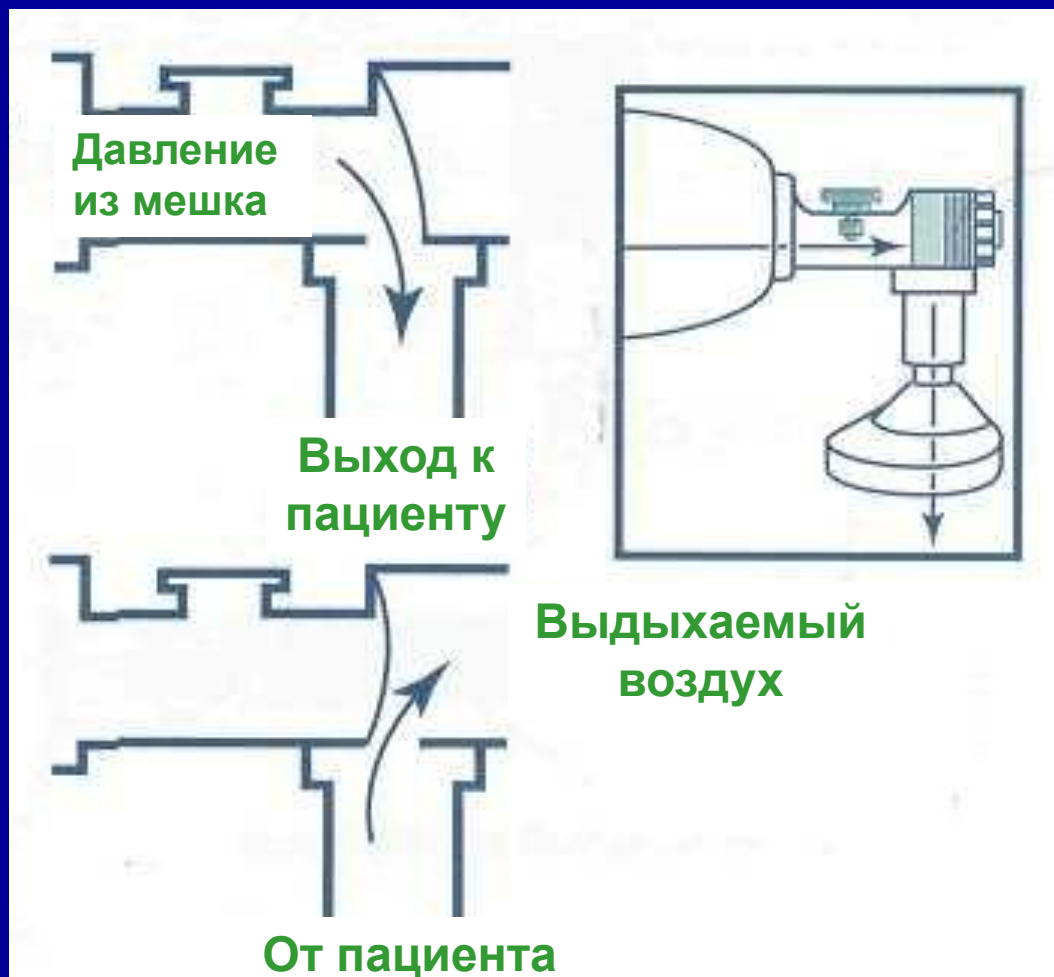 Давление
из мешка
Выход к
пациенту
Выдыхаемый
воздух
От пациента